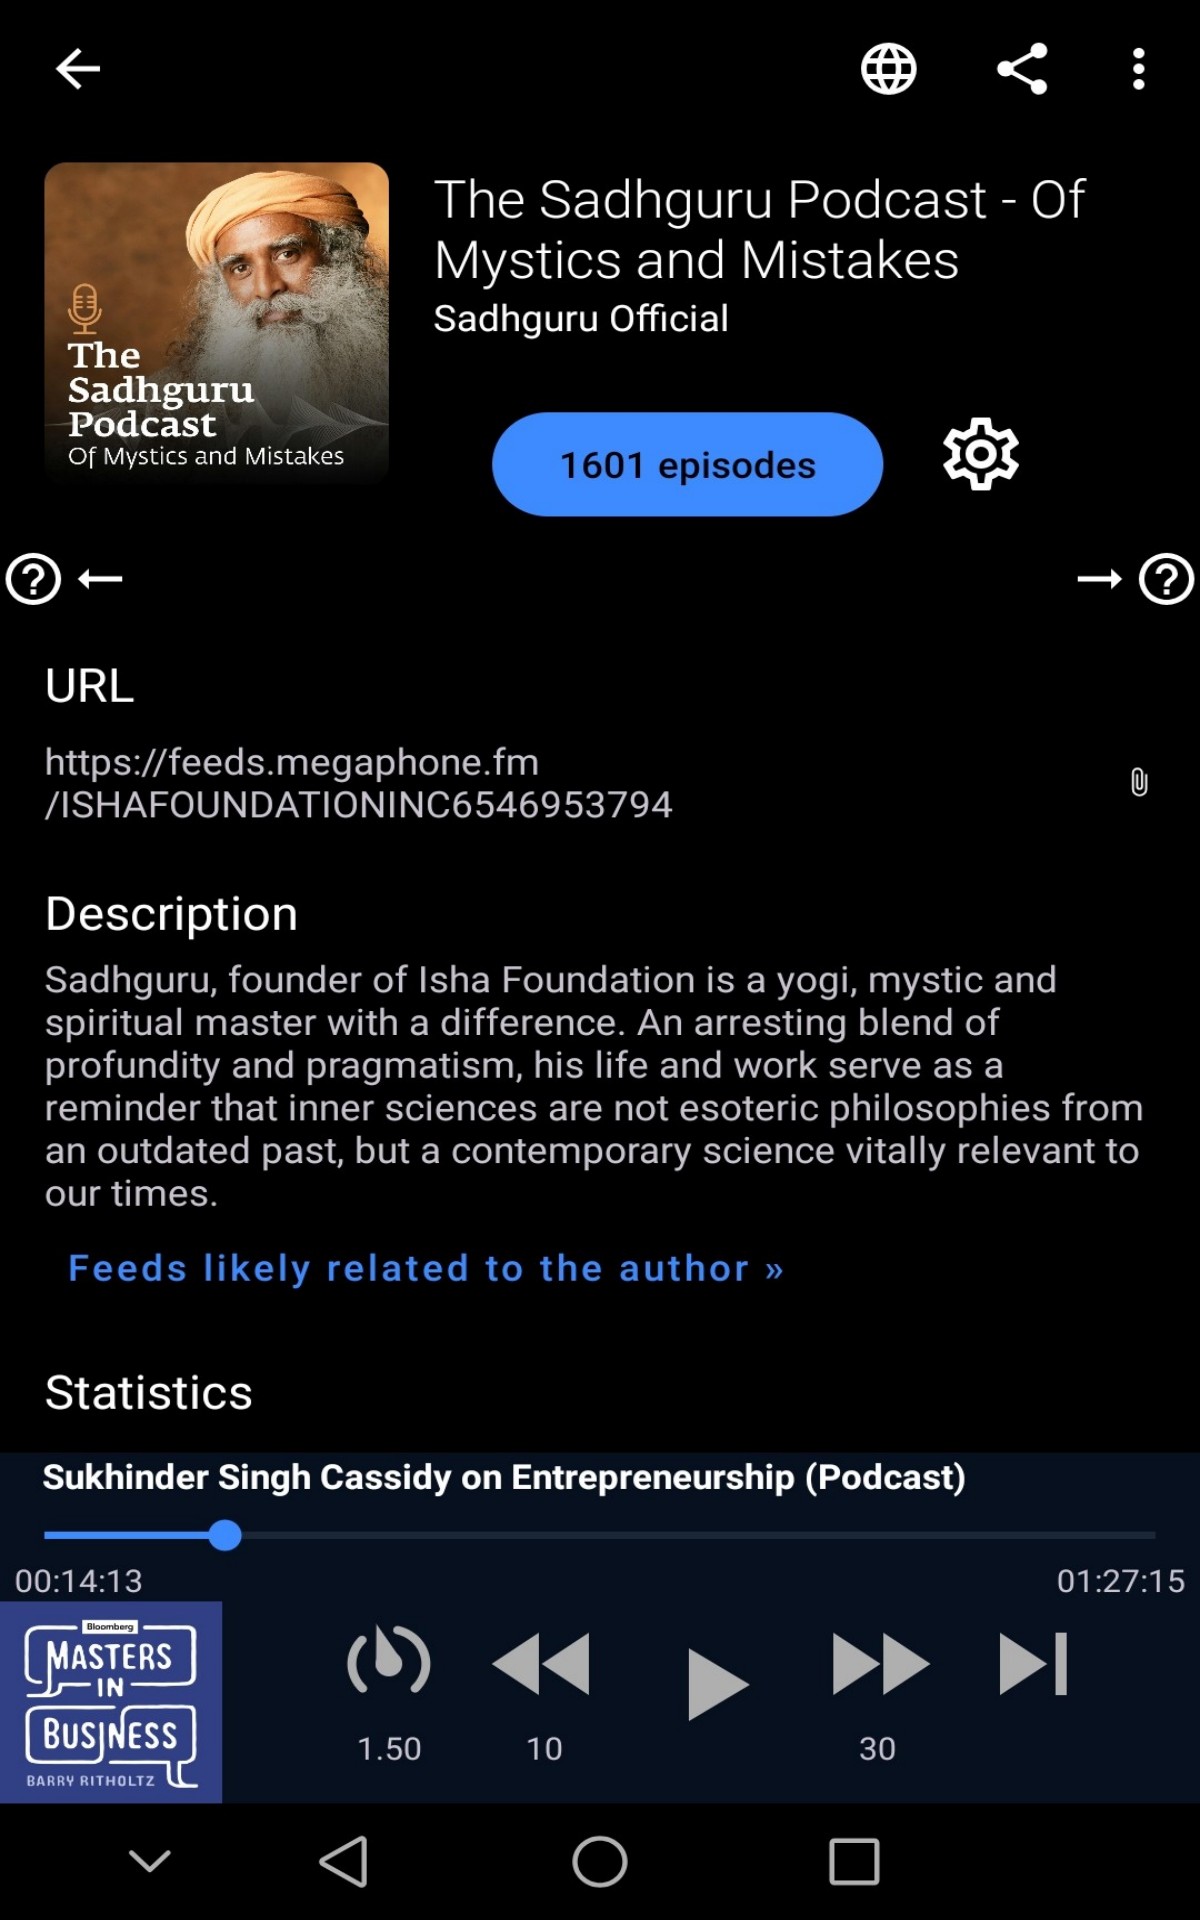 The Sadhguru Podcast - Of
Mystics and Mistakes
Sadhguru Official
The
Sadhguru
Podcast
Of Mystics and Mistakes
1601 episodes
URL
https://feeds.megaphone.fm
/ISHAFOUNDATIONINC6546953794
Description
Sadhguru, founder of Isha Foundation is a yogi, mystic and
spiritual master with a difference. An arresting blend of
profundity and pragmatism, his life and work serve as a
reminder that inner sciences are not esoteric philosophies from
an outdated past, but a contemporary science vitally relevant to
our times.
Feeds likely related to the author »
Statistics
Sukhinder Singh Cassidy on Entrepreneurship (Podcast)
00:14:13 01:27:15
Bloomberg
MASTERS
IN
BUSINESS
BARRY RITHOLTZ
1.50 10 30